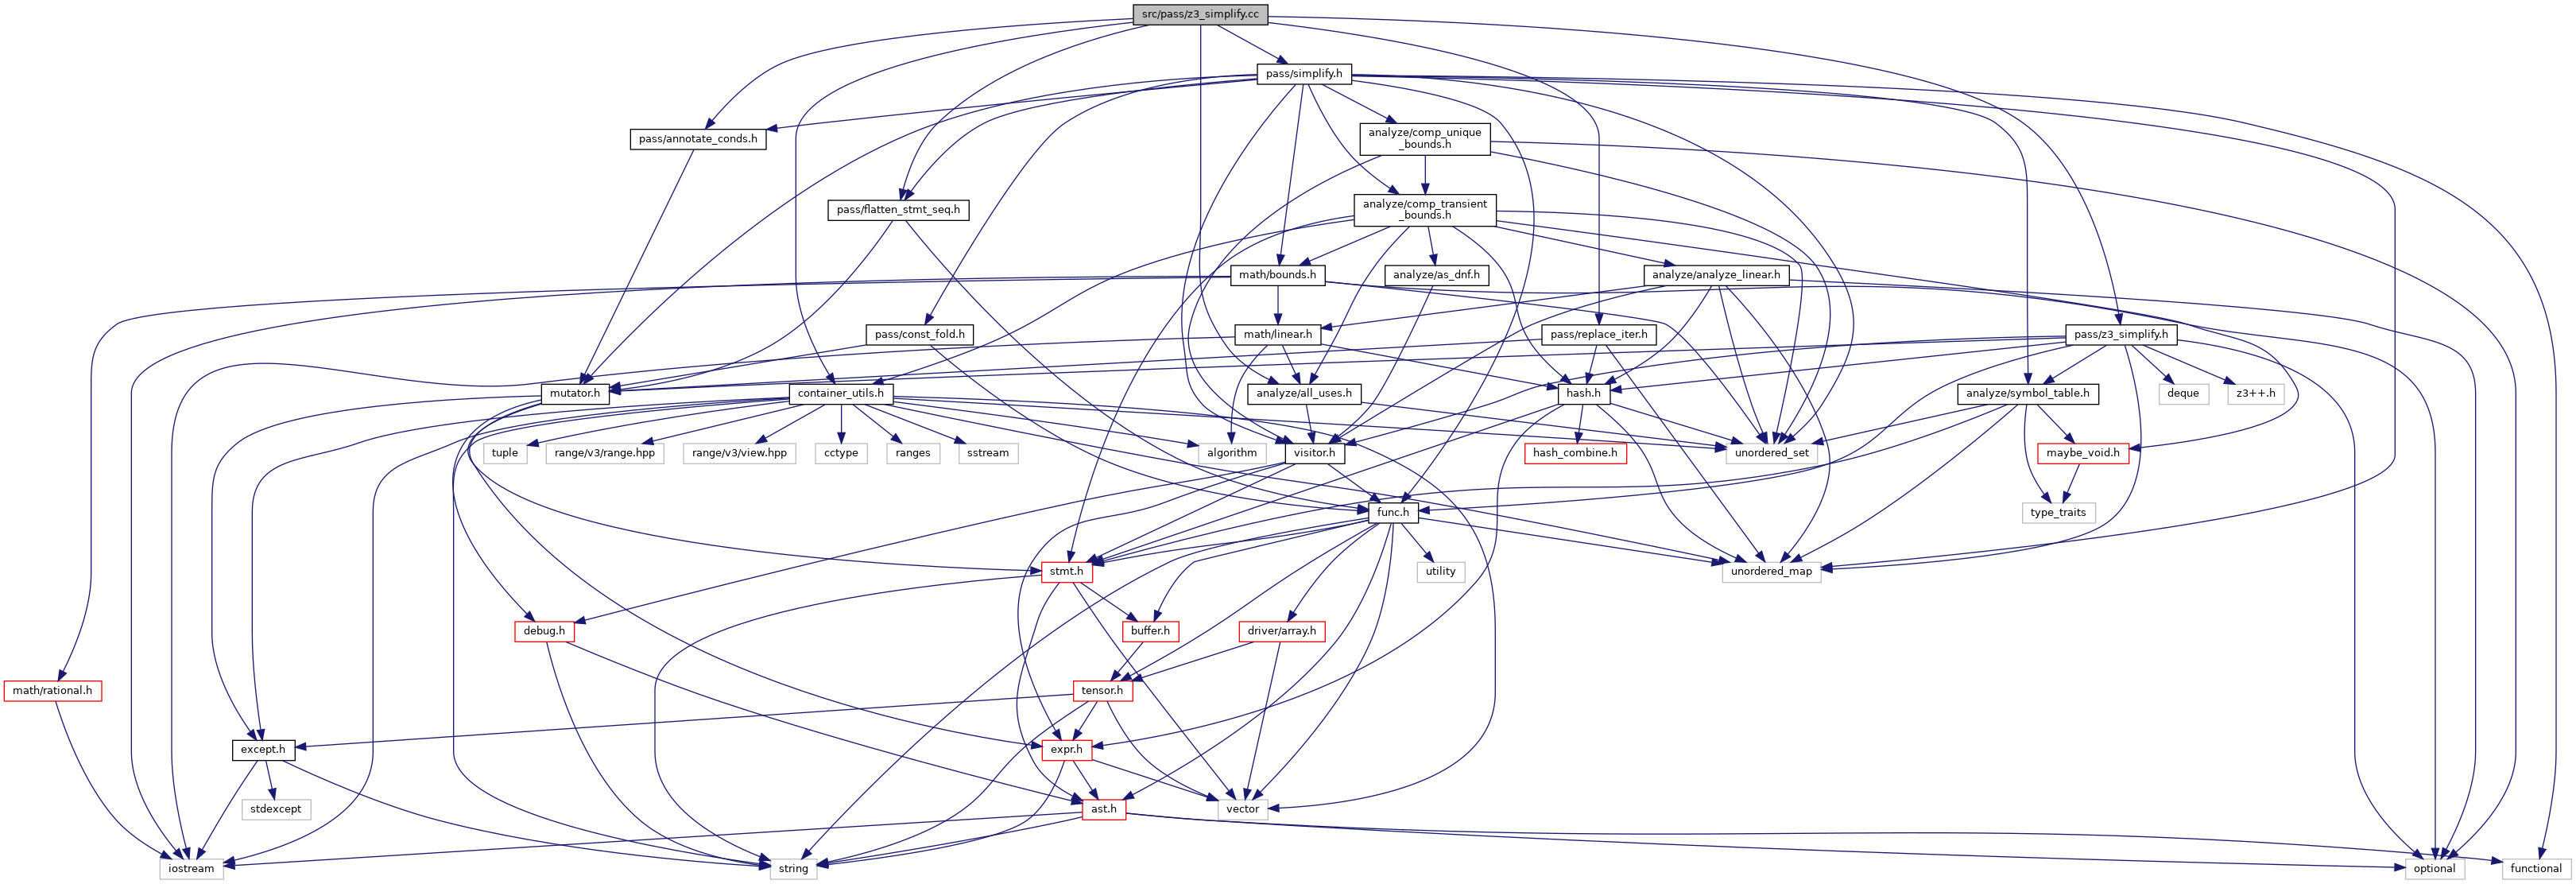 src/pass/z3_simplify.cc
pass/simplify.h
pass/annotate_conds.h
analyze/comp_unique
_bounds.h
pass/flatten_stmt_seq.h
analyze/comp_transient
_bounds.h
math/bounds.h
analyze/as_dnf.h
analyze/analyze_linear.h
pass/const_fold.h
math/linear.h
pass/replace_iter.h
pass/z3_simplify.h
mutator.h
container_utils.h
analyze/all_uses.h
hash.h
analyze/symbol_table.h
deque
z3++.h
tuple
range/v3/range.hpp
range/v3/view.hpp
cctype
ranges
sstream
algorithm
visitor.h
hash_combine.h
unordered_set
maybe_void.h
func.h
type_traits
stmt.h
utility
unordered_map
debug.h
buffer.h
driver/array.h
math/rational.h
tensor.h
except.h
expr.h
stdexcept
ast.h
vector
iostream
string
optional
functional